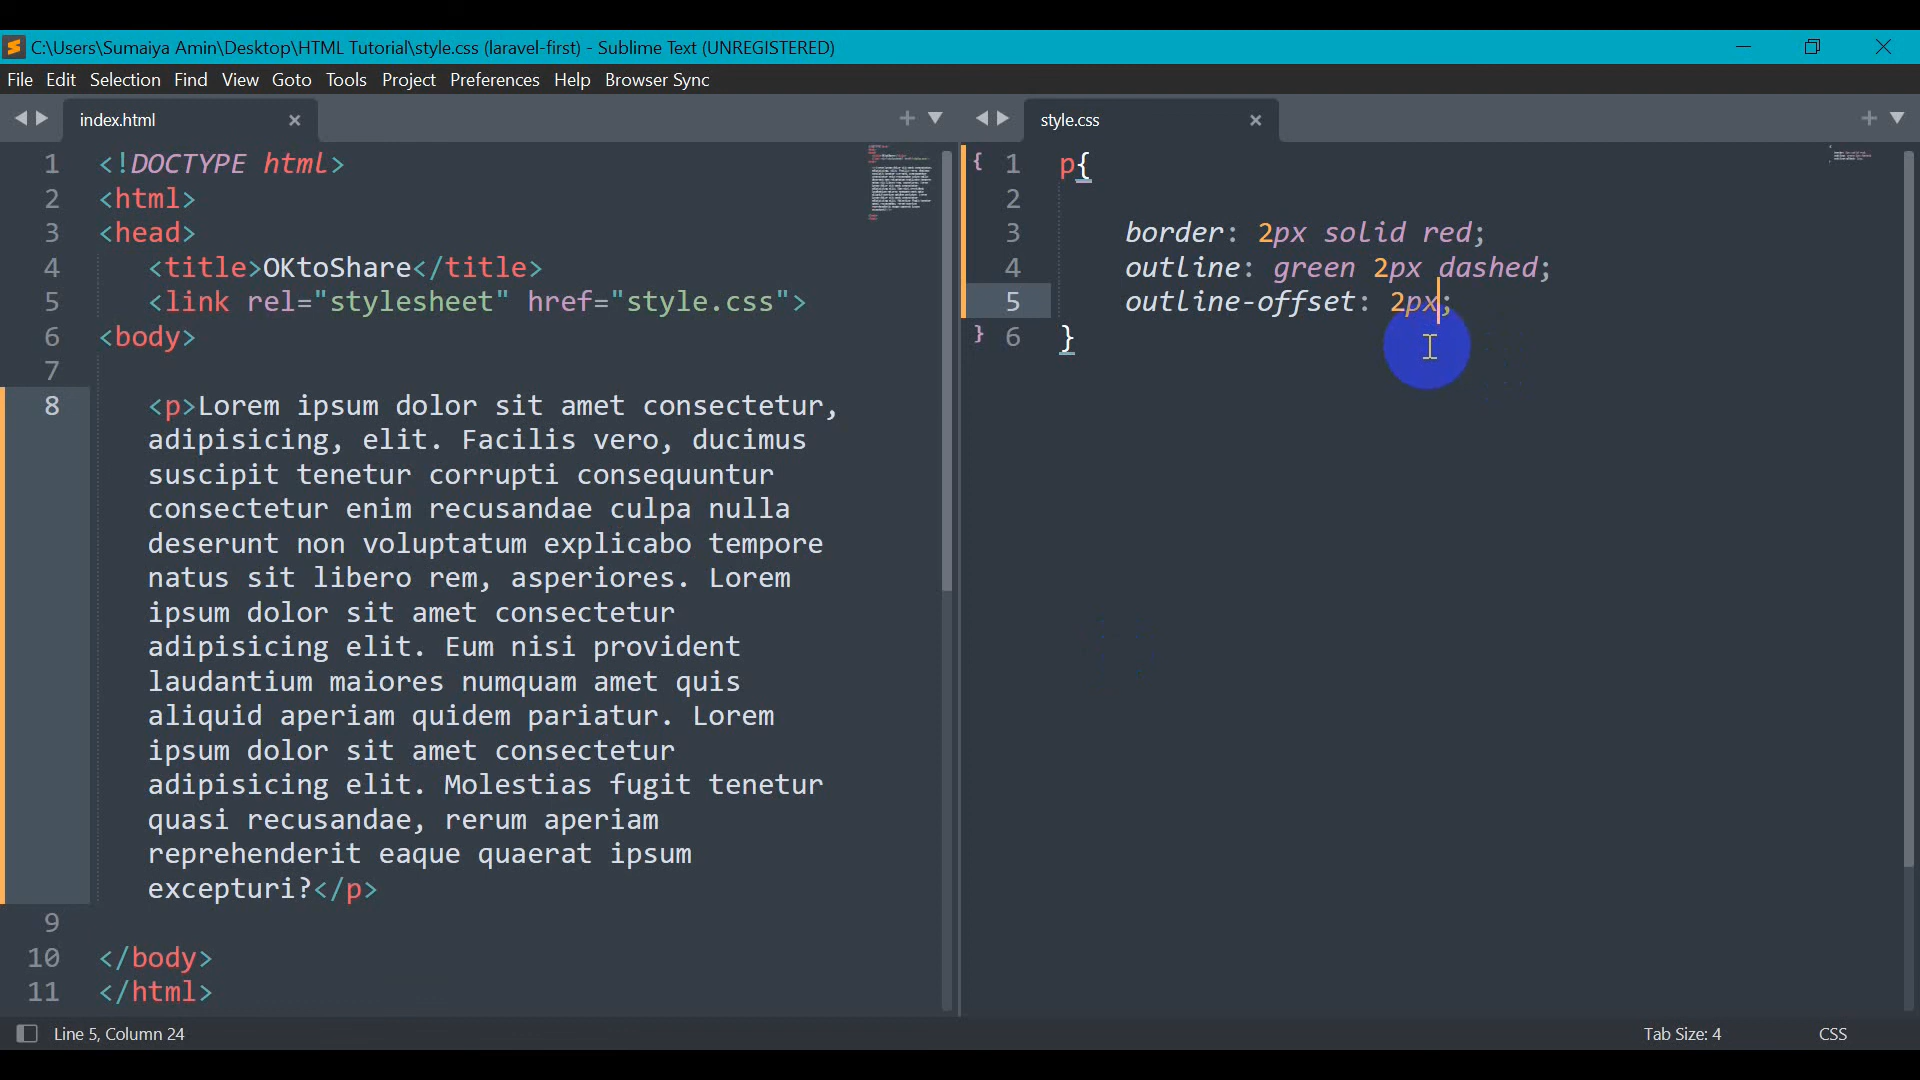 C:\Users\Sumaiya Amin\Desktop\HTML Tutorial\style.css (laravel-first) - Sublime Text (UNREGISTERED)
File Edit Selection Find View Goto Tools Project Preferences Help Browser Sync
index.html
1 <!DOCTYPE html>
2 <html>
3 <head>
4 <title>OKtoShare</title>
5 <link rel="stylesheet" href="style.css">
6 <body>
7
8 <p>Lorem ipsum dolor sit amet consectetur,
adipisicing, elit. Facilis vero, ducimus
suscipit tenetur corrupti consequuntur
consectetur enim recusandae culpa nulla
deserunt non voluptatum explicabo tempore
natus sit libero rem, asperiores. Lorem
ipsum dolor sit amet consectetur
adipisicing elit. Eum nisi provident
laudantium maiores numquam amet quis
aliquid aperiam quidem pariatur. Lorem
ipsum dolor sit amet consectetur
adipisicing elit. Molestias fugit tenetur
quasi recusandae, rerum aperiam
reprehenderit eaque quaerat ipsum
excepturi?</p>
9
10 </body>
11 </html>
style.css
{ 1 p{
2
3 border: 2px solid red;
4 outline: green 2px dashed;
5 outline-offset: 2px;
} 6 }
Line 5, Column 24
Tab Size: 4
CSS